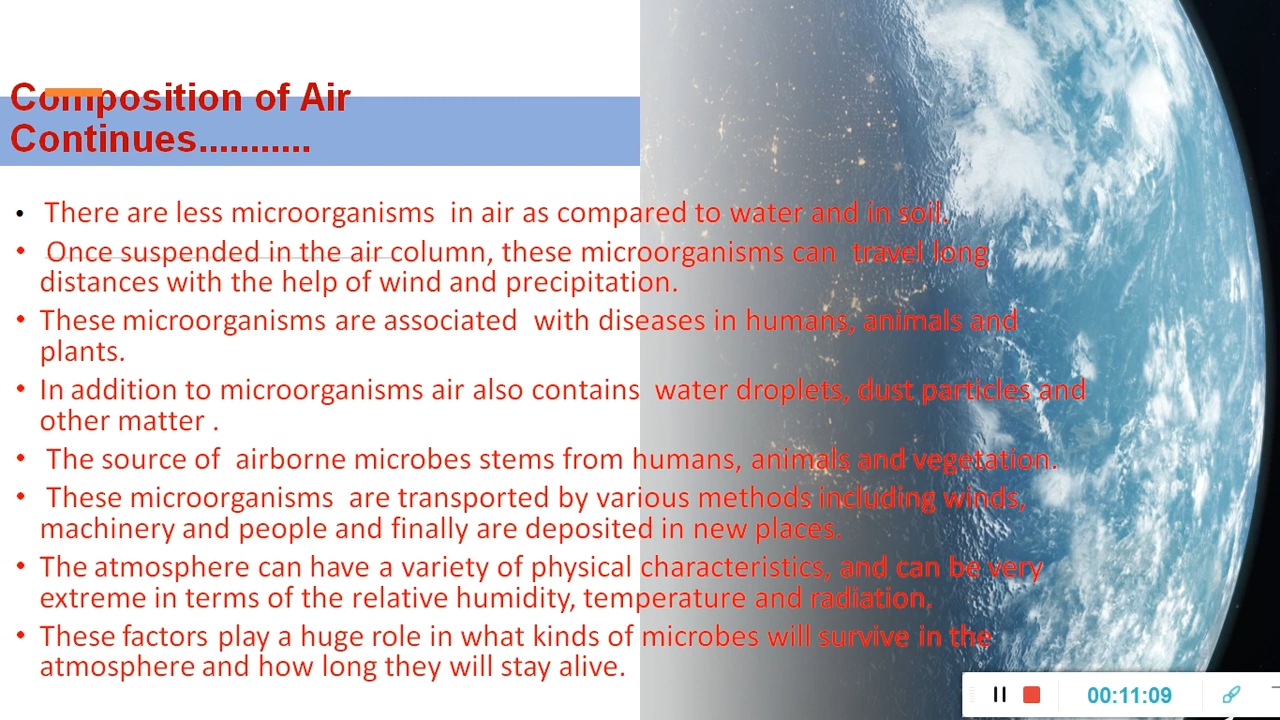 Composition of Air
Continues...........
• There are less microorganisms in air as compared to water and in soil.
• Once suspended in the air column, these microorganisms can travel long
distances with the help of wind and precipitation.
• These microorganisms are associated with diseases in humans, animals and
plants.
• In addition to microorganisms air also contains water droplets, dust particles and
other matter .
• The source of airborne microbes stems from humans, animals and vegetation.
• These microorganisms are transported by various methods including winds,
machinery and people and finally are deposited in new places.
• The atmosphere can have a variety of physical characteristics, and can be very
extreme in terms of the relative humidity, temperature and radiation.
• These factors play a huge role in what kinds of microbes will survive in the
atmosphere and how long they will stay alive.
00:11:09